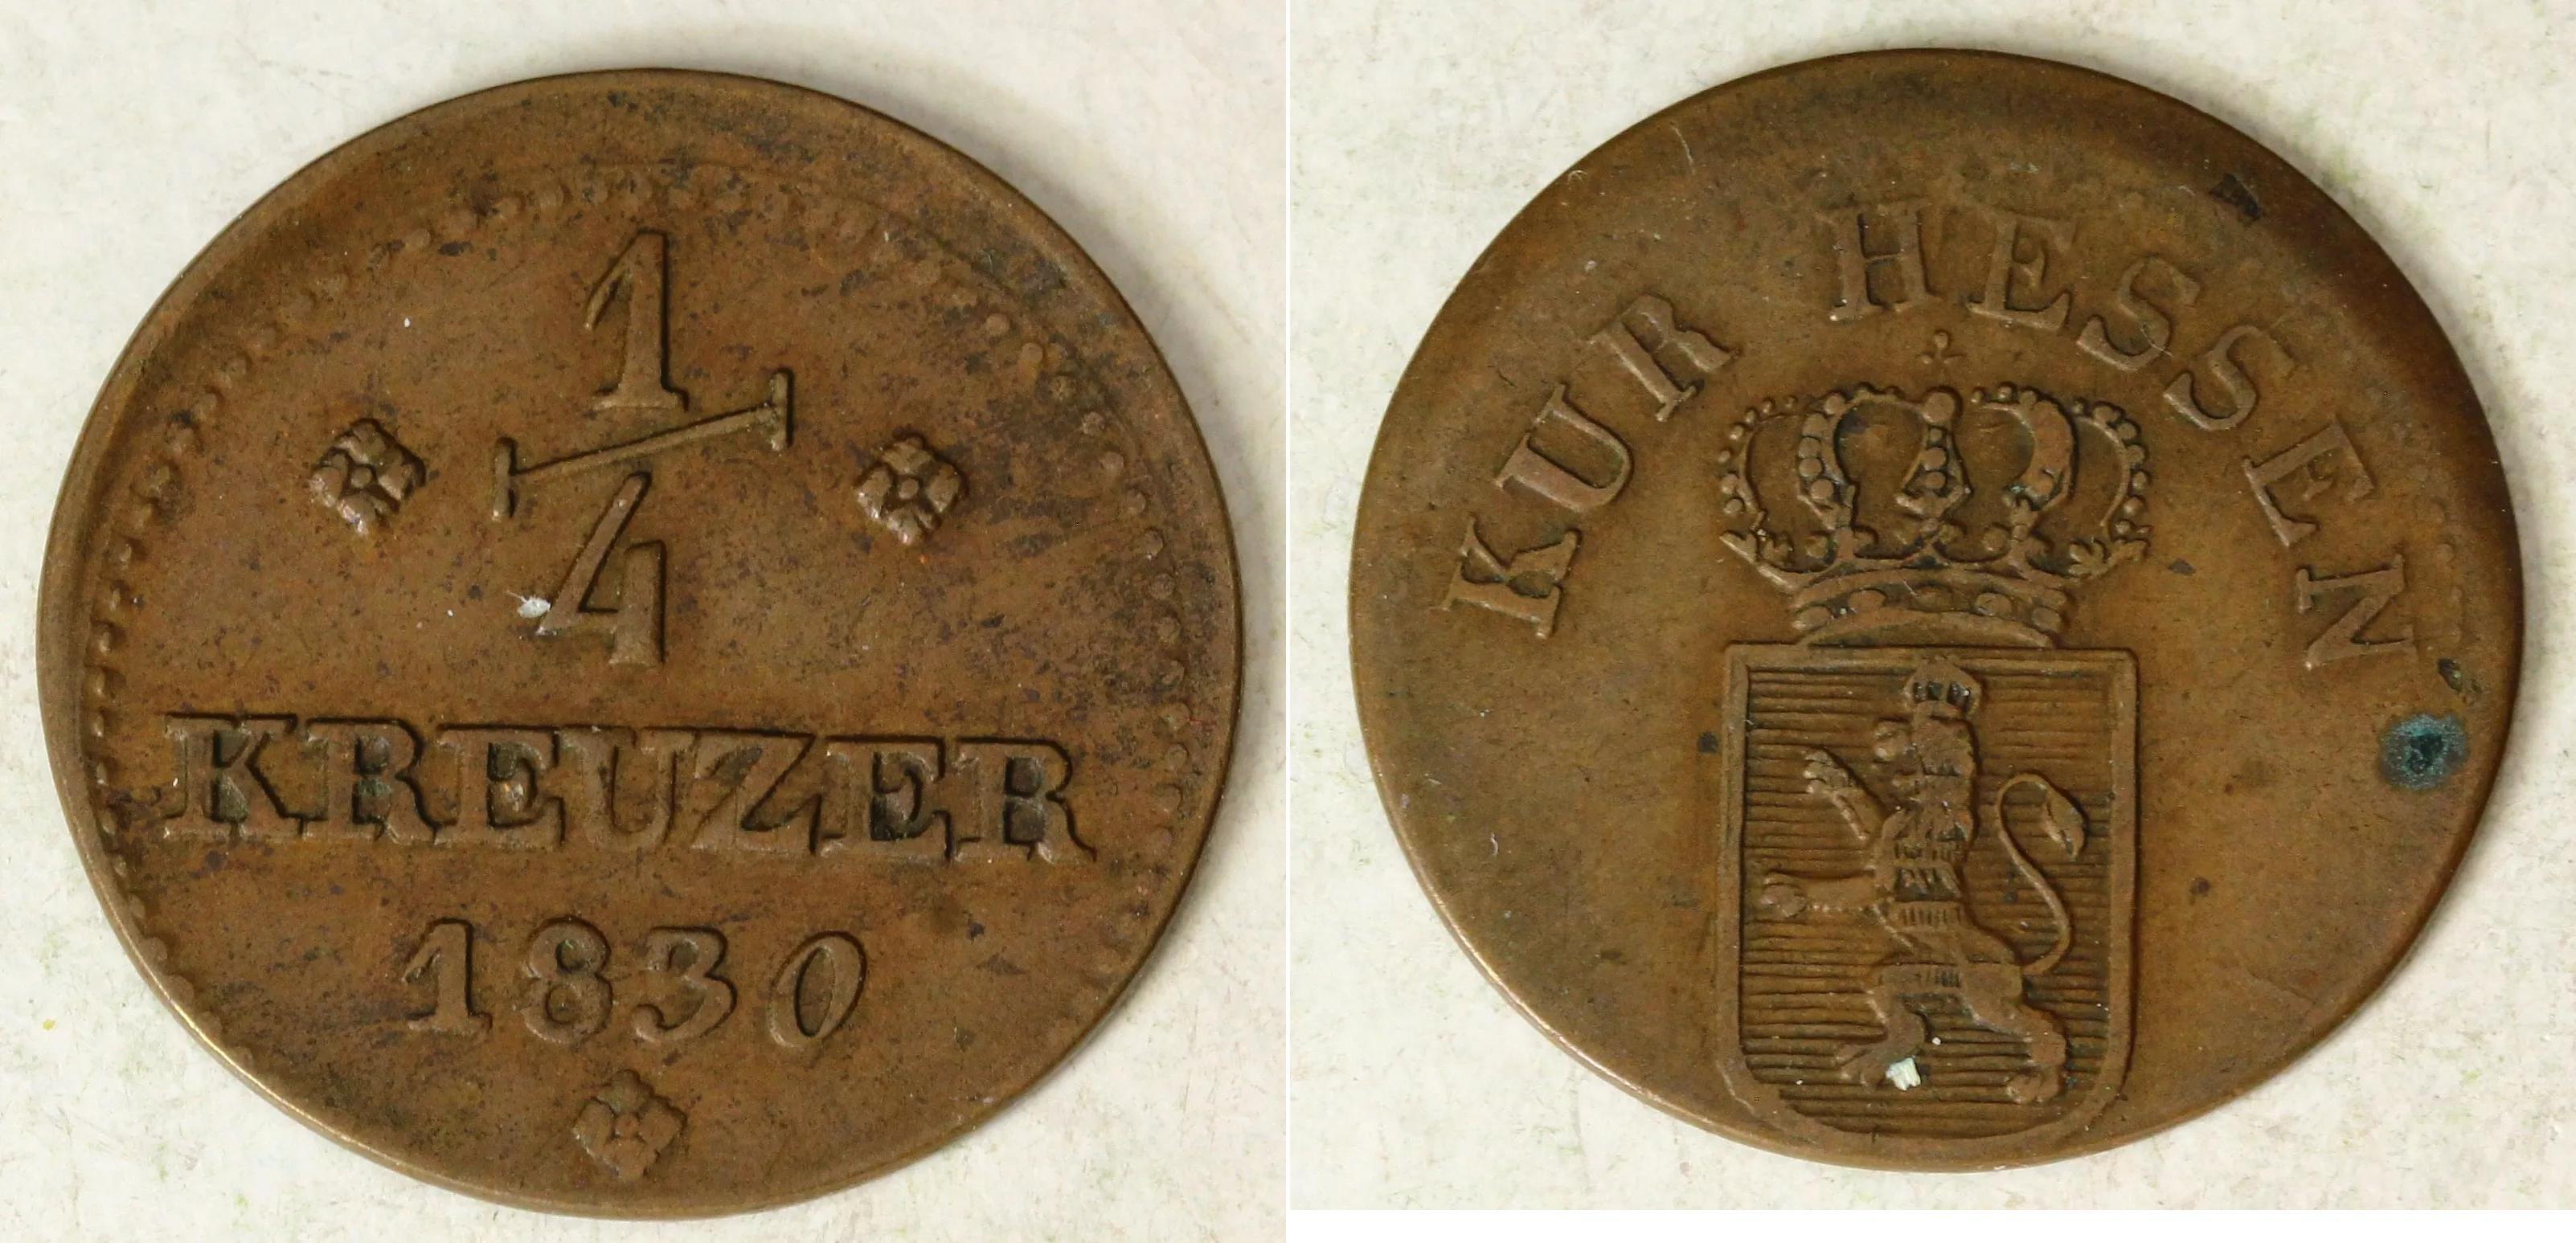 1/4
KREUZER
1830
KUR HESSEN